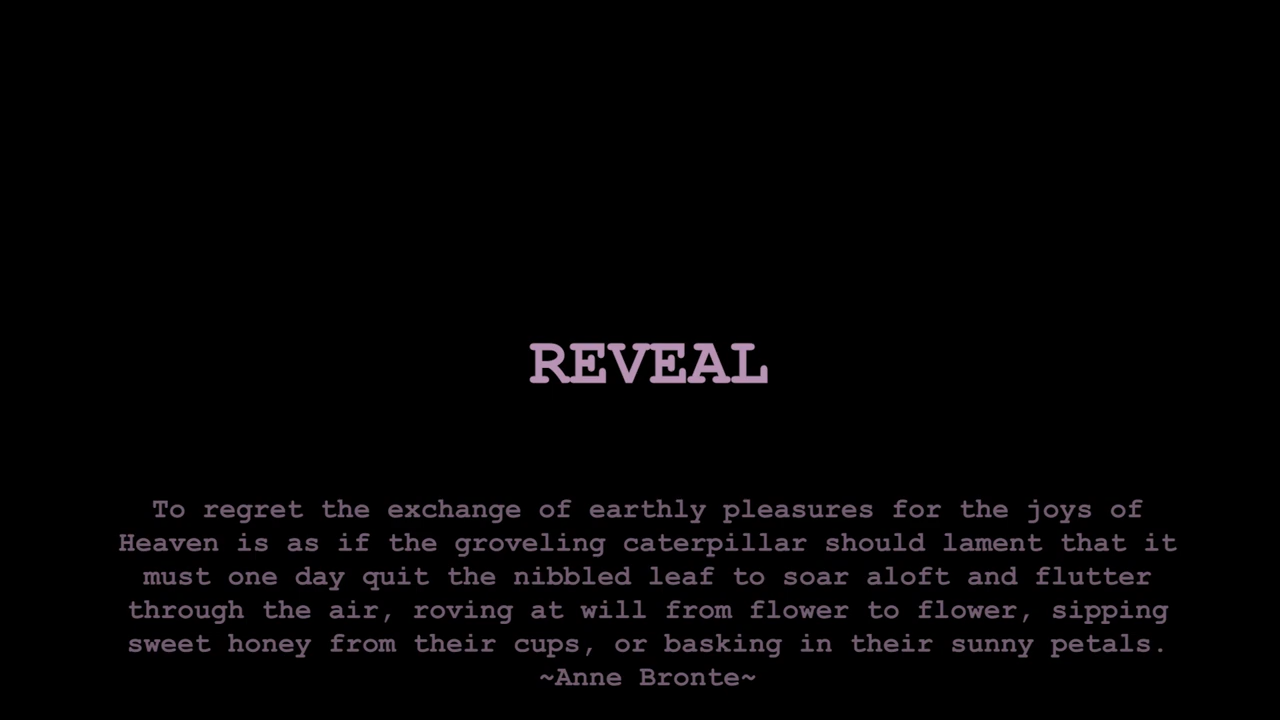 REVEAL
To regret the exchange of earthly pleasures for the joys of
Heaven is as if the groveling caterpillar should lament that it
must one day quit the nibbled leaf to soar aloft and flutter
through the air, roving at will from flower to flower, sipping
sweet honey from their cups, or basking in their sunny petals.
~Anne Bronte~